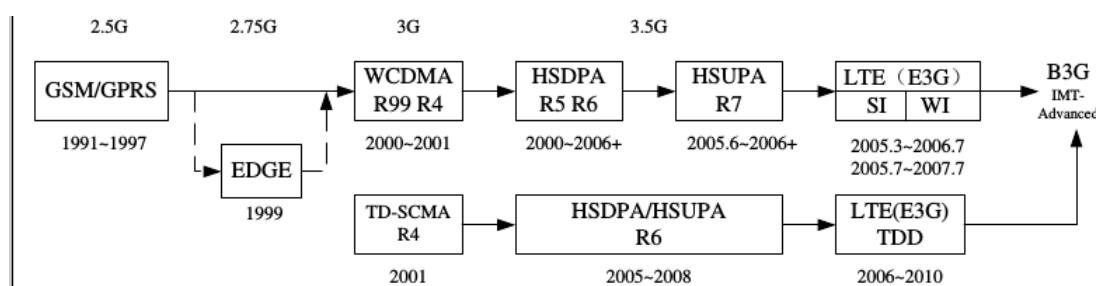 2.5G 2.75G 3G 3.5G
GSM/GPRS
1991~1997
EDGE
1999
WCDMA
R99 R4
2000~2001
HSDPA
R5 R6
2000~2006+
HSUPA
R7
2005.6~2006+
LTE（E3G）
SI WI
2005.3~2006.7
2005.7~2007.7
B3G
IMT-
Advanced
TD-SCMA
R4
2001
HSDPA/HSUPA
R6
2005~2008
LTE(E3G)
TDD
2006~2010